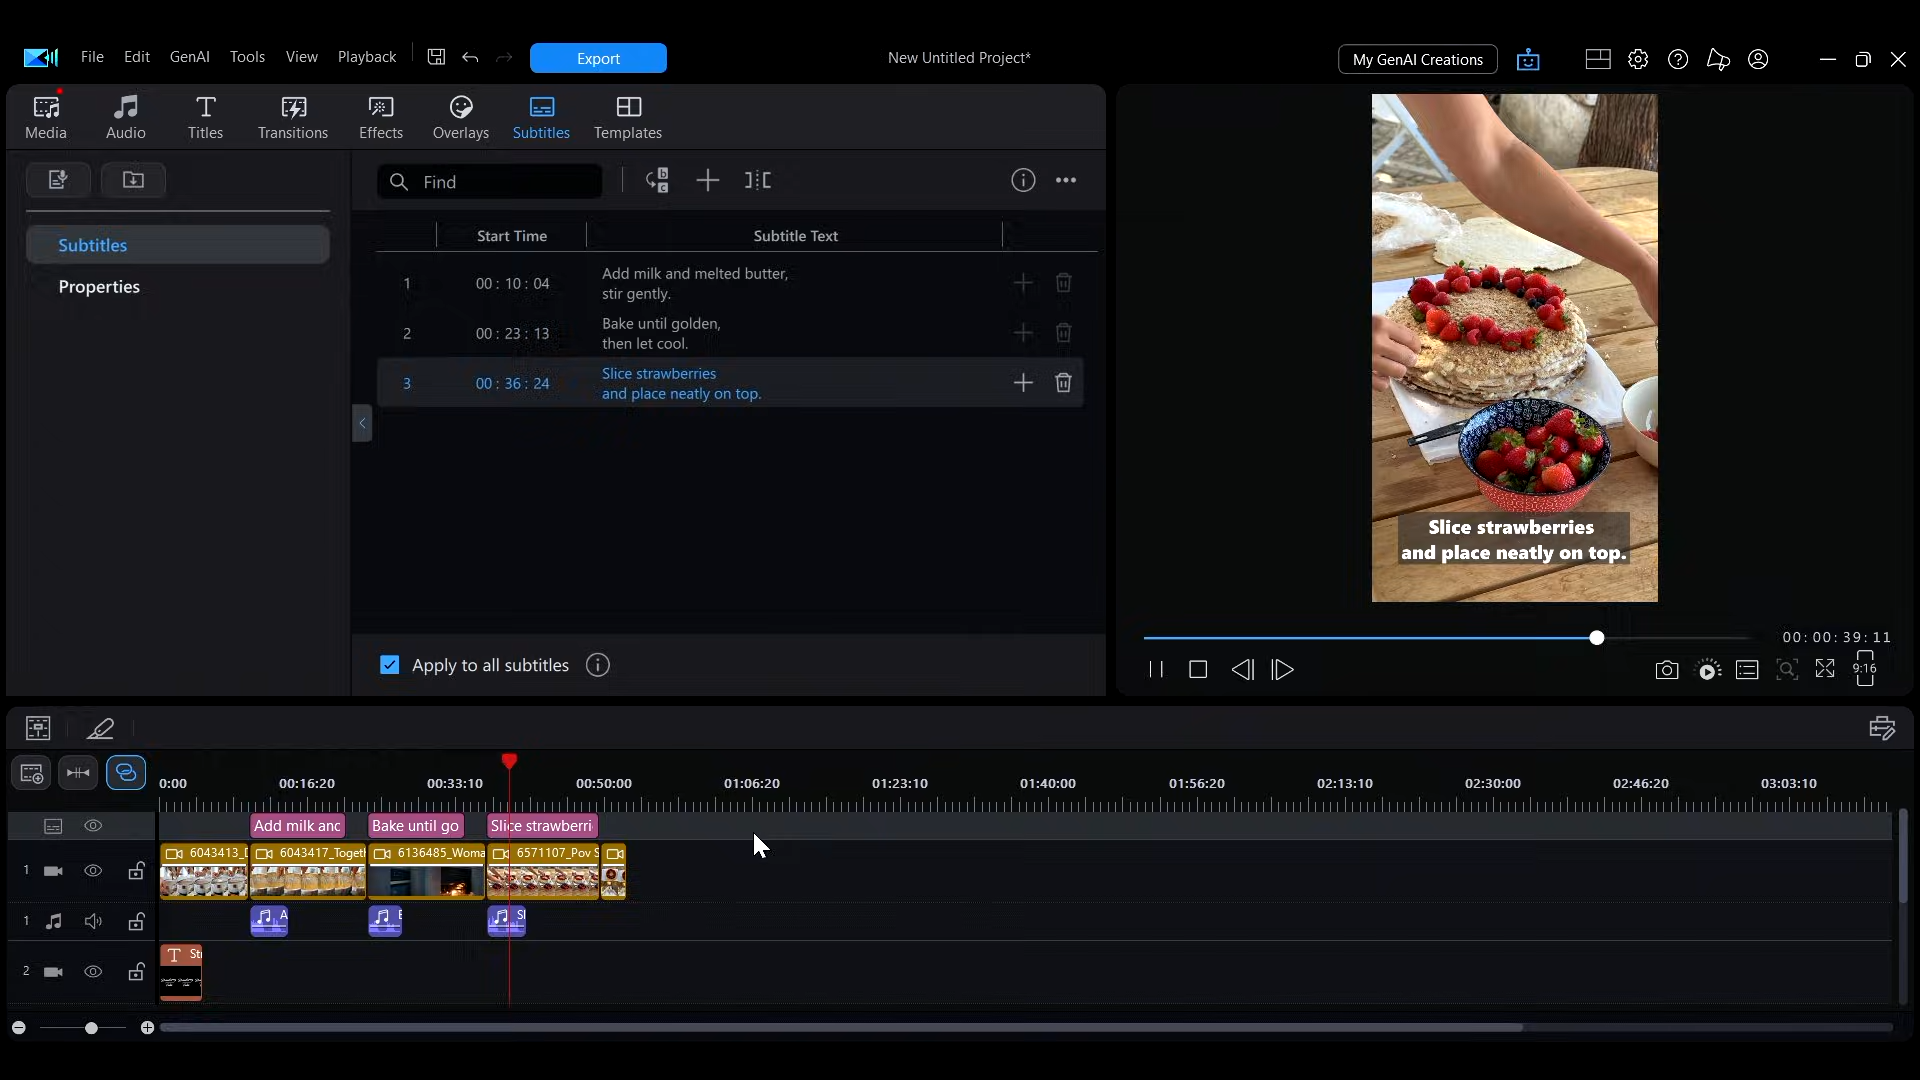 File Edit GenAI Tools View Playback Export New Untitled Project* My GenAI Creations
Media Audio Titles Transitions Effects Overlays Subtitles Templates
Find
Subtitles
Properties
Start Time Subtitle Text
1 00 : 10 : 04 Add milk and melted butter,
stir gently.
2 00 : 23 : 13 Bake until golden,
then let cool.
3 00 : 36 : 24 Slice strawberries
and place neatly on top.
Apply to all subtitles
Slice strawberries
and place neatly on top.
00:00:39:11
9:16
0:00 00:16:20 00:33:10 00:50:00 01:06:20 01:23:10 01:40:00 01:56:20 02:13:10 02:30:00 02:46:20 03:03:10
Add milk and Bake until go Slice strawberri
1 6043413_ 6043417_Toget 6136485_Woma 6571107_Pov S
1 A Sl
2 St